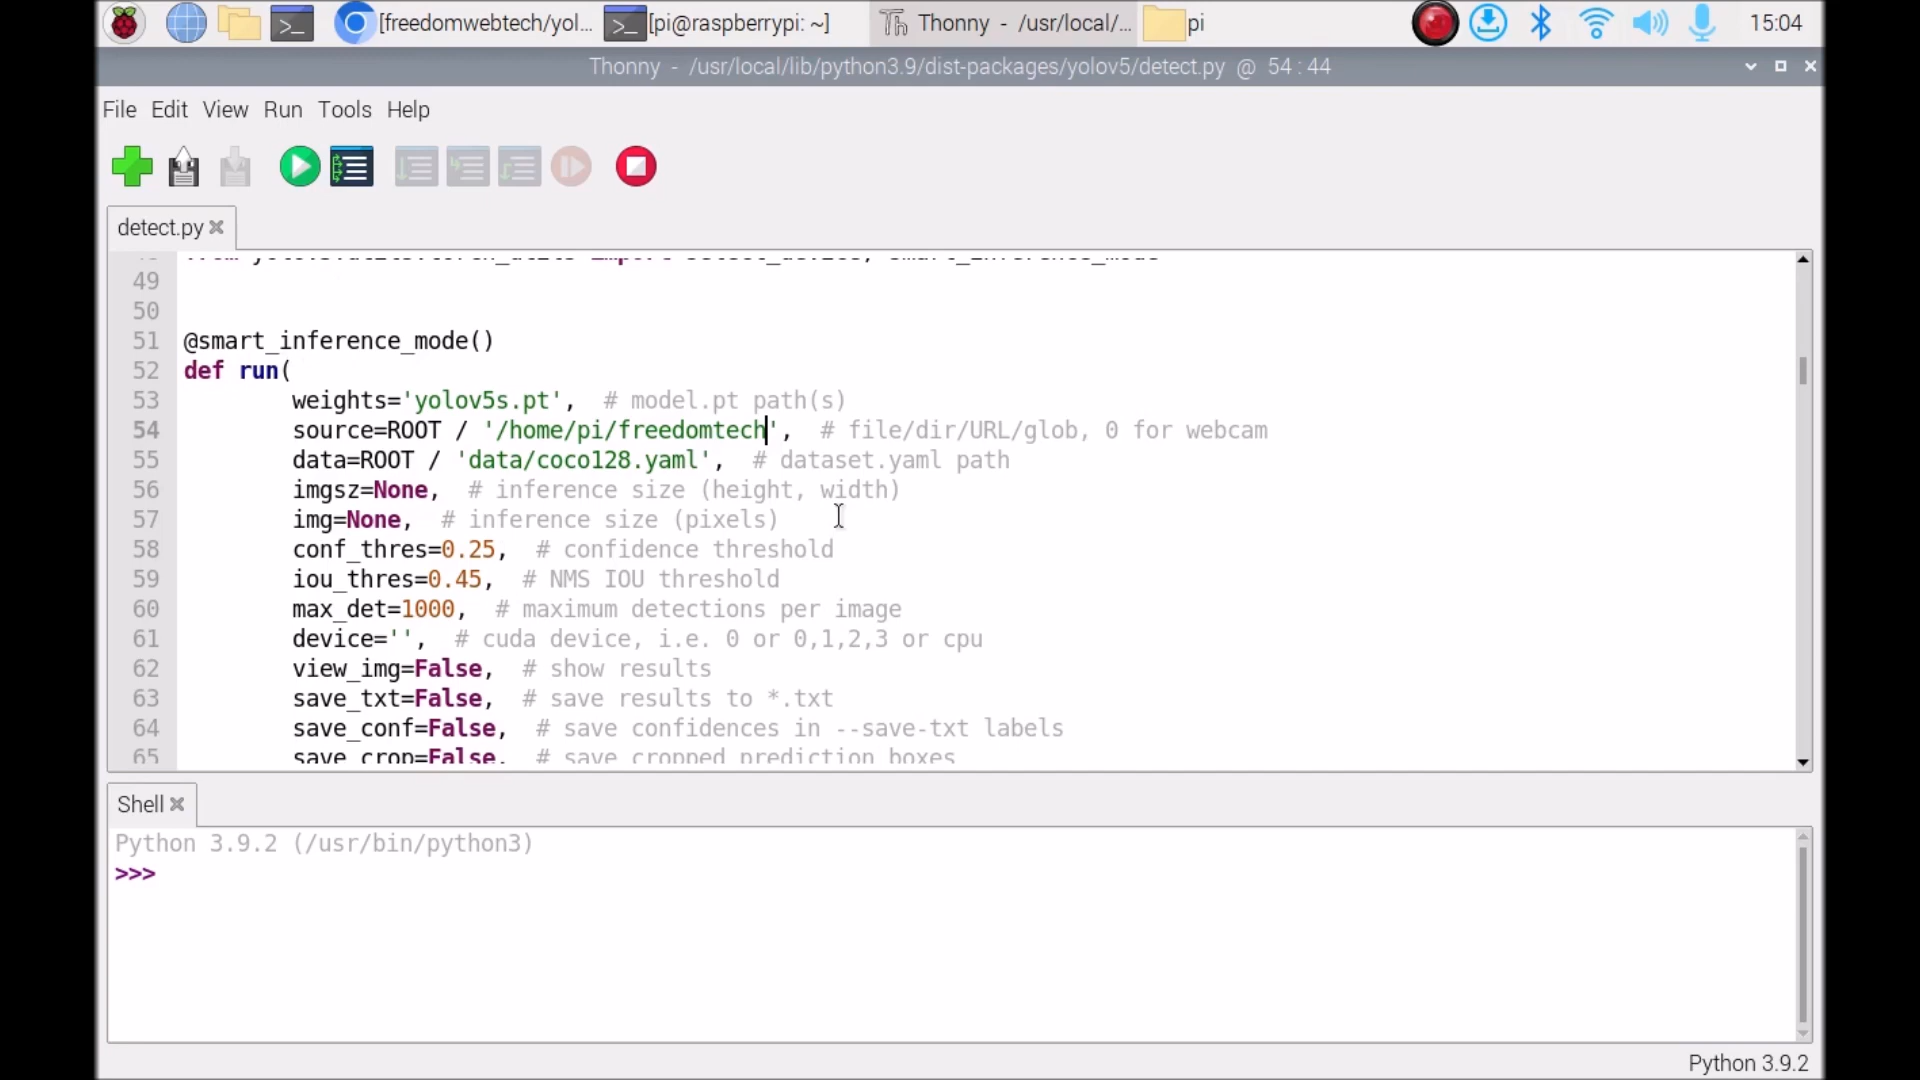 [freedomwebtech/yol... [pi@raspberrypi: ~] Th Thonny - /usr/local/... pi 15:04
Thonny - /usr/local/lib/python3.9/dist-packages/yolov5/detect.py @ 54 : 44
File Edit View Run Tools Help
detect.py
49
50
51 @smart_inference_mode()
52 def run(
53 weights='yolov5s.pt', # model.pt path(s)
54 source=ROOT / '/home/pi/freedomtech', # file/dir/URL/glob, 0 for webcam
55 data=ROOT / 'data/coco128.yaml', # dataset.yaml path
56 imgsz=None, # inference size (height, width)
57 img=None, # inference size (pixels)
58 conf_thres=0.25, # confidence threshold
59 iou_thres=0.45, # NMS IOU threshold
60 max_det=1000, # maximum detections per image
61 device='', # cuda device, i.e. 0 or 0,1,2,3 or cpu
62 view_img=False, # show results
63 save_txt=False, # save results to *.txt
64 save_conf=False, # save confidences in --save-txt labels
65 save_crop=False, # save cropped prediction boxes
Shell
Python 3.9.2 (/usr/bin/python3)
>>>
Python 3.9.2